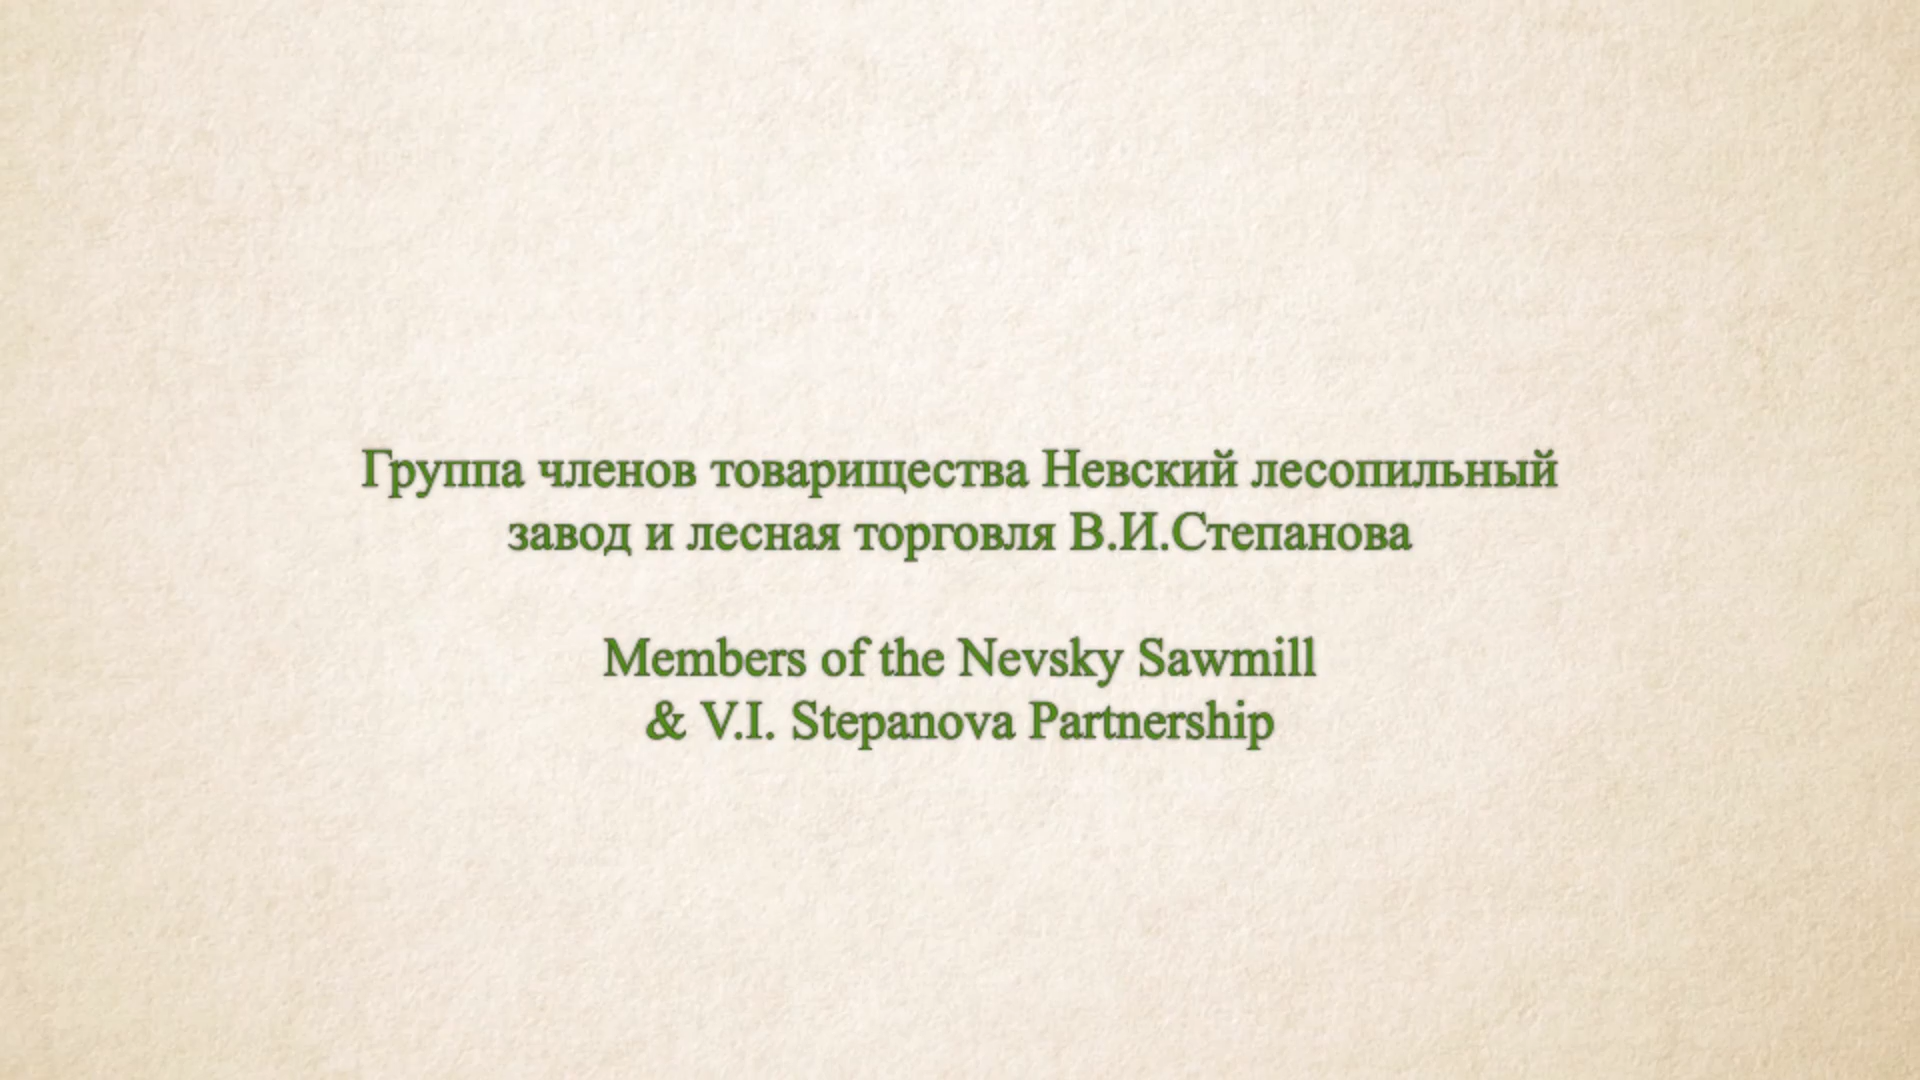 Группа членов товарищества Невский лесопильный
завод и лесная торговля В.И.Степанова
Members of the Nevsky Sawmill
& V.I. Stepanova Partnership